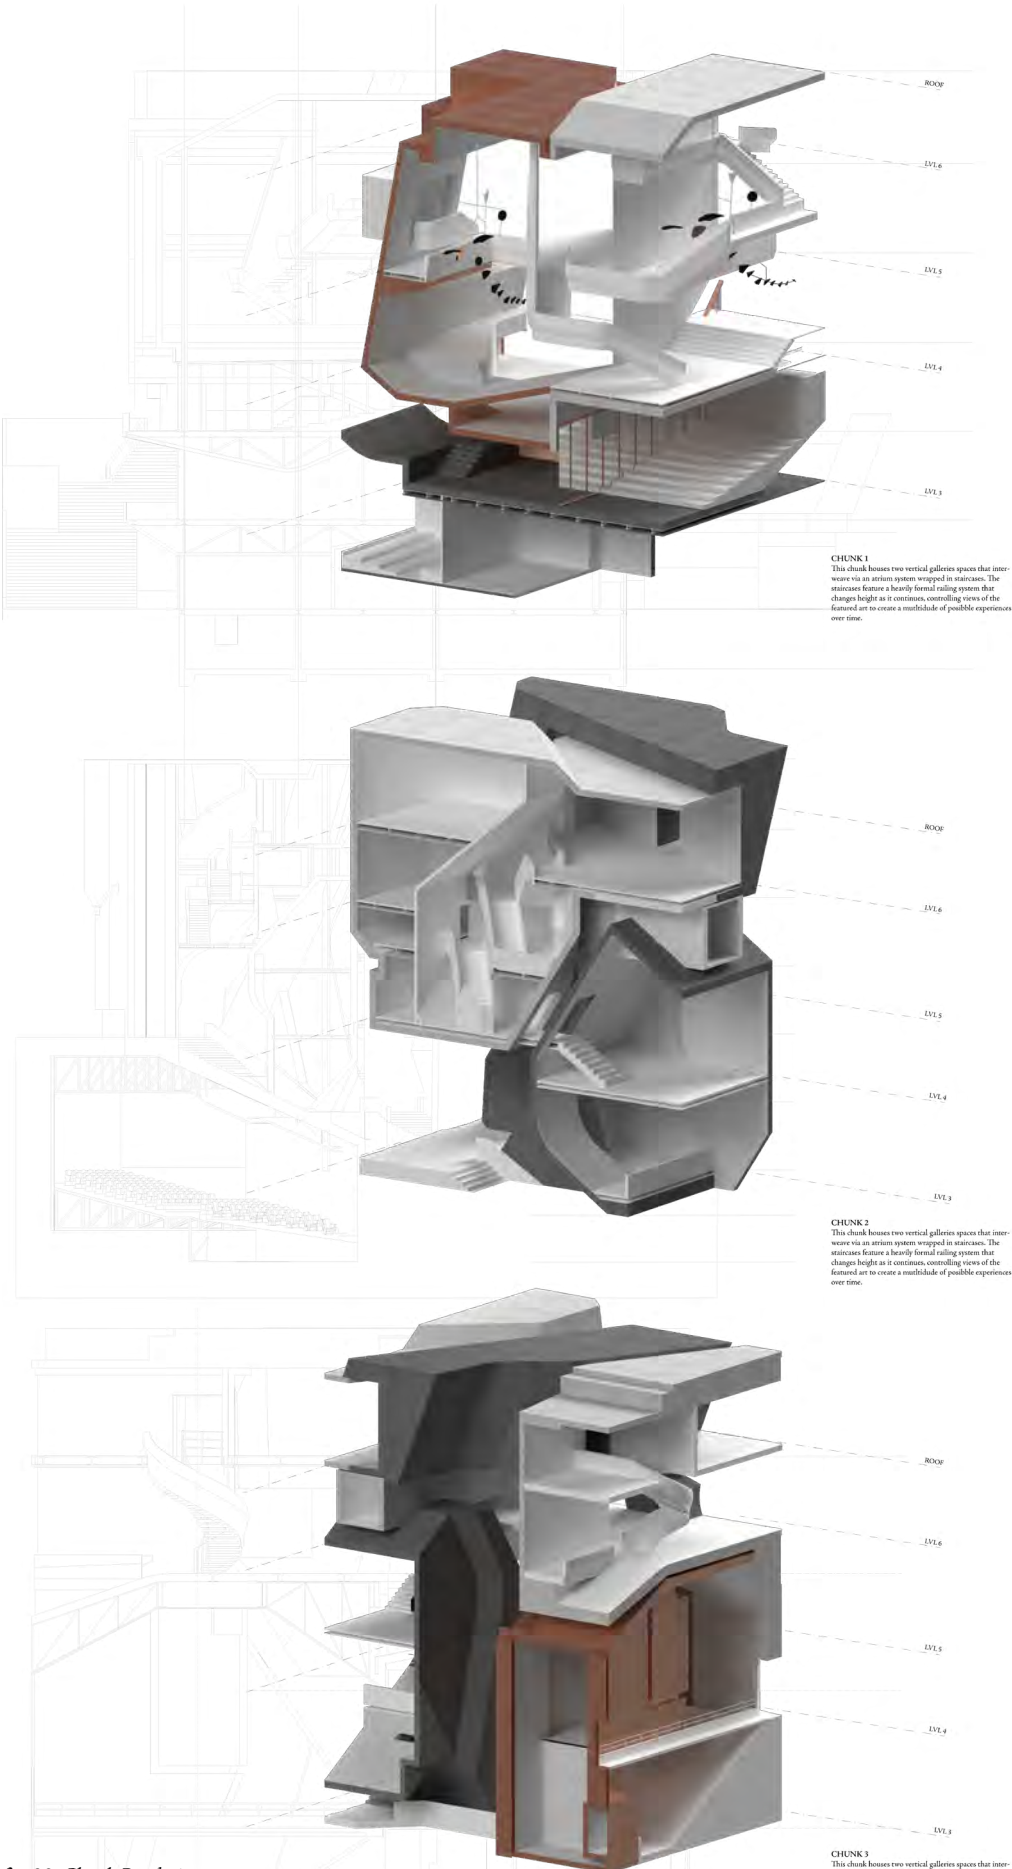 ROOF
LVL 6
LVL 5
LVL 4
LVL 3
CHUNK 1
This chunk houses two vertical galleries spaces that inter-
weave via an atrium system wrapped in staircases. The
staircases feature a heavily formal railing system that
changes height as it continues, controlling views of the
featured art to create a mutltidude of posibble experiences
over time.
ROOF
LVL 6
LVL 5
LVL 4
LVL 3
CHUNK 2
This chunk houses two vertical galleries spaces that inter-
weave via an atrium system wrapped in staircases. The
staircases feature a heavily formal railing system that
changes height as it continues, controlling views of the
featured art to create a mutltidude of posibble experiences
over time.
ROOF
LVL 6
LVL 5
LVL 4
LVL 3
CHUNK 3
This chunk houses two vertical galleries spaces that inter-